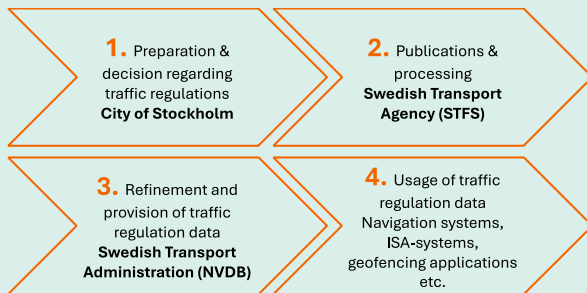 1. Preparation &
decision regarding
traffic regulations
City of Stockholm
2. Publications &
processing
Swedish Transport
Agency (STFS)
3. Refinement and
provision of traffic
regulation data
Swedish Transport
Administration (NVDB)
4. Usage of traffic
regulation data
Navigation systems,
ISA-systems,
geofencing applications
etc.